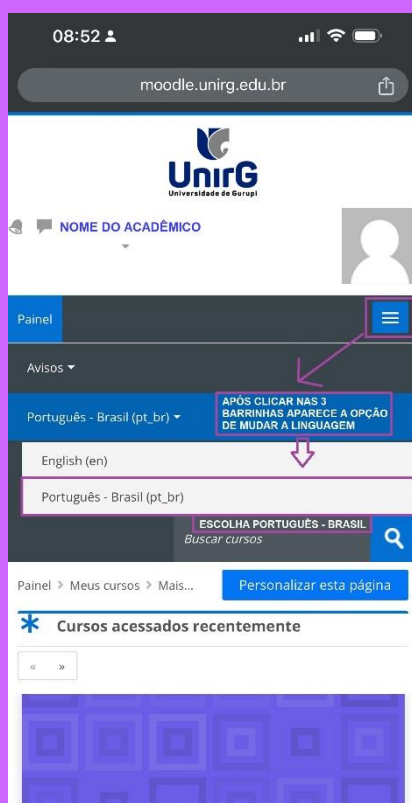 08:52
moodle.unirg.edu.br
UnirG
Universidade de Gurupi
NOME DO ACADÊMICO
Painel
Avisos
Português - Brasil (pt_br)
APÓS CLICAR NAS 3
BARRINHAS APARECE A OPÇÃO
DE MUDAR A LINGUAGEM
English (en)
Português - Brasil (pt_br)
ESCOLHA PORTUGUÊS - BRASIL
Buscar cursos
Painel > Meus cursos > Mais...
Personalizar esta página
Cursos acessados recentemente
« »